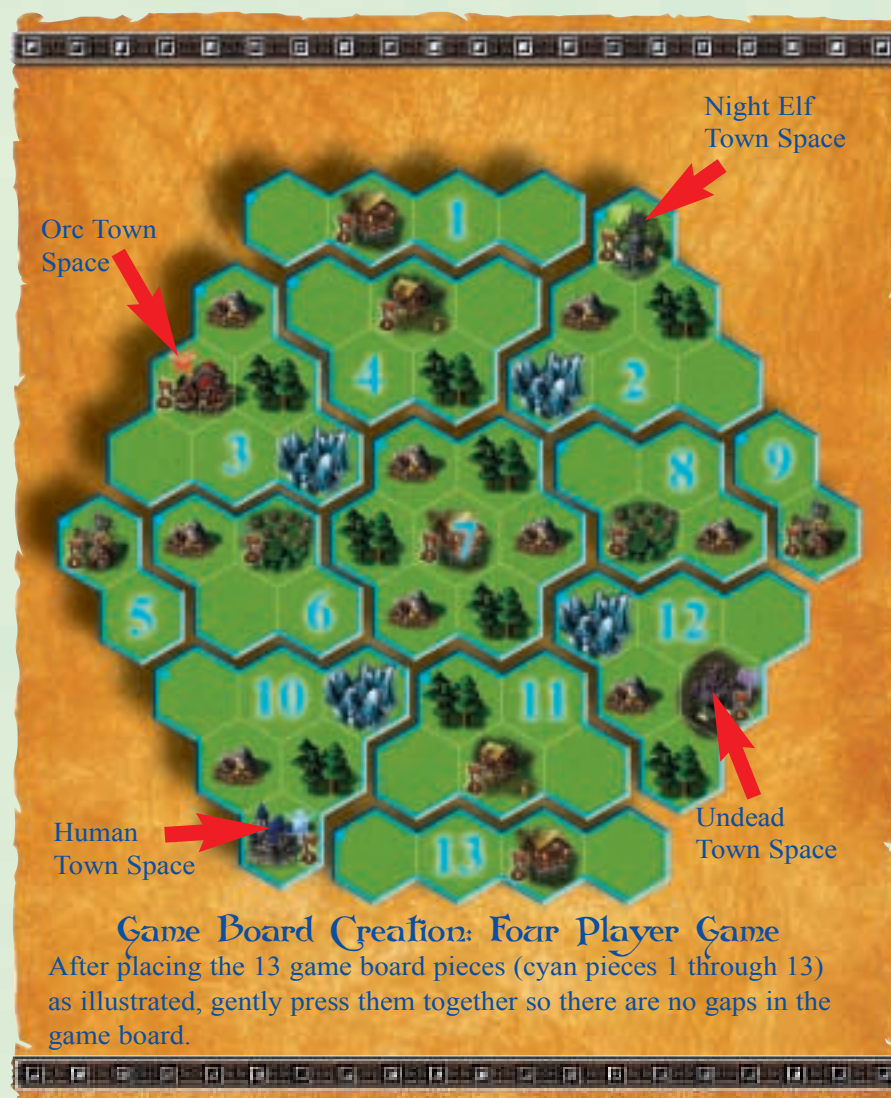 Night Elf
Town Space
Orc Town
Space
1
2
4
3
9
8
7
5
6
12
10
11
13
Human
Town Space
Undead
Town Space
Game Board Creation: Four Player Game
After placing the 13 game board pieces (cyan pieces 1 through 13)
as illustrated, gently press them together so there are no gaps in the
game board.